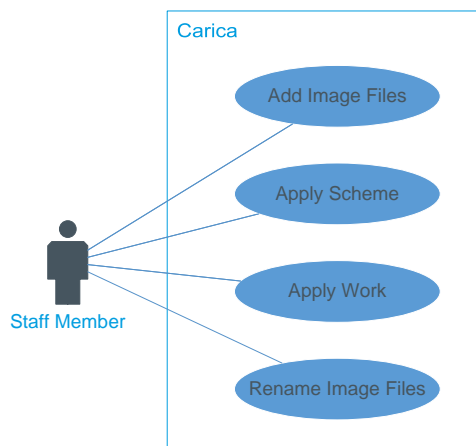 Carica
Add Image Files
Apply Scheme
Apply Work
Staff Member
Rename Image Files